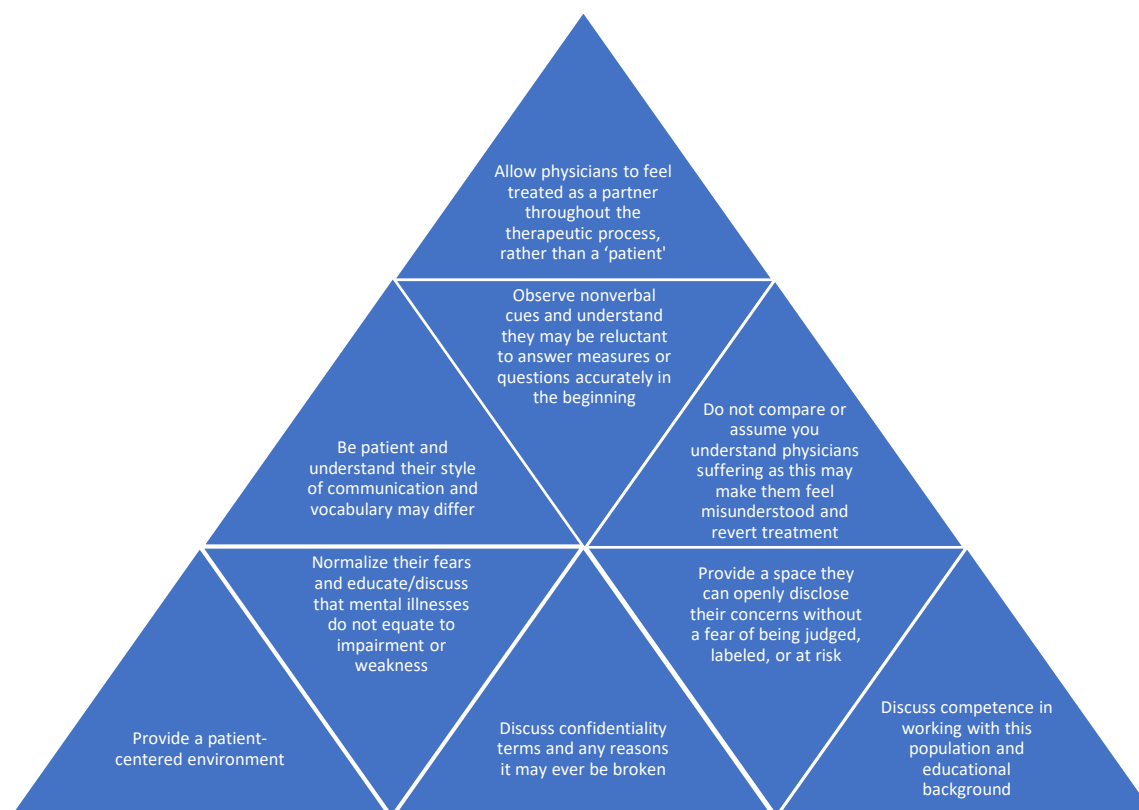 Allow physicians to feel
treated as a partner
throughout the
therapeutic process,
rather than a ‘patient'
Observe nonverbal
cues and understand
they may be reluctant
to answer measures or
questions accurately in
the beginning
Be patient and
understand their style
of communication and
vocabulary may differ
Do not compare or
assume you
understand physicians
suffering as this may
make them feel
misunderstood and
revert treatment
Normalize their fears
and educate/discuss
that mental illnesses
do not equate to
impairment or
weakness
Provide a space they
can openly disclose
their concerns without
a fear of being judged,
labeled, or at risk
Provide a patient-
centered environment
Discuss confidentiality
terms and any reasons
it may ever be broken
Discuss competence in
working with this
population and
educational
background